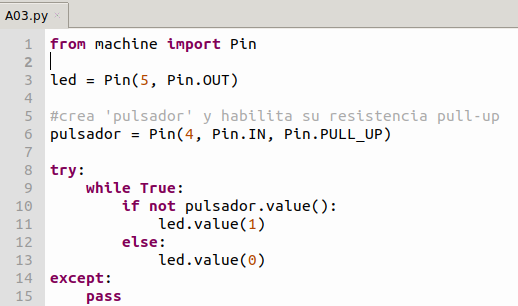 A03.py ×
1 from machine import Pin
2
3 led = Pin(5, Pin.OUT)
4
5 #crea 'pulsador' y habilita su resistencia pull-up
6 pulsador = Pin(4, Pin.IN, Pin.PULL_UP)
7
8 try:
9     while True:
10         if not pulsador.value():
11             led.value(1)
12         else:
13             led.value(0)
14 except:
15     pass